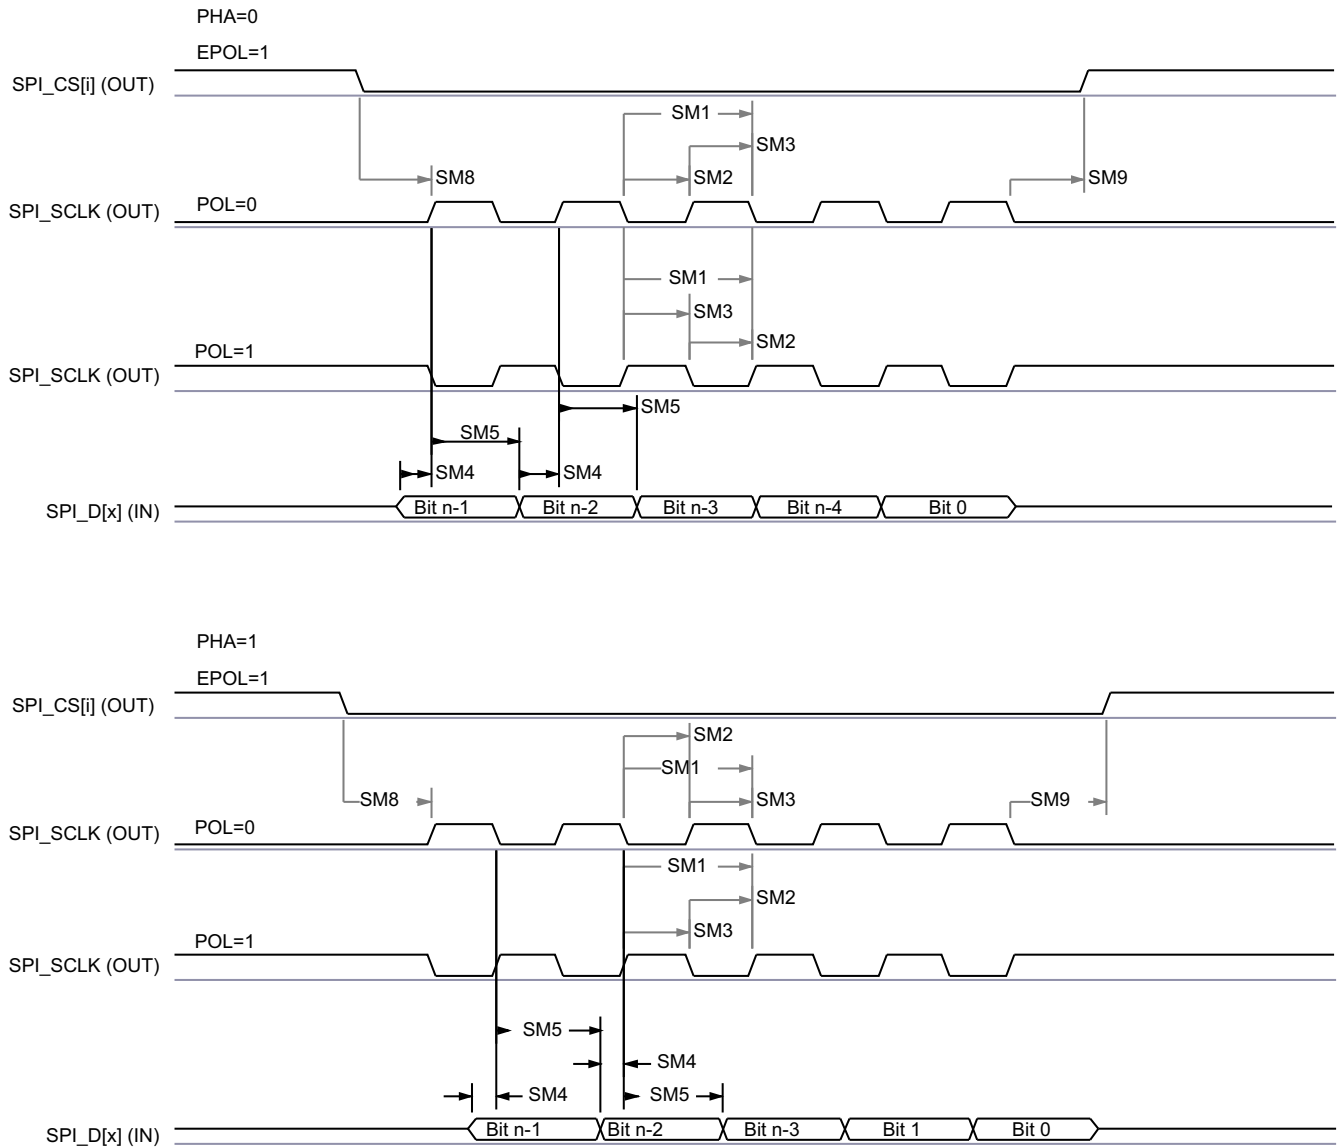 PHA=0
EPOL=1
SPI_CS[i] (OUT)
SM1
SM3
SM8
SM2
SM9
POL=0
SPI_SCLK (OUT)
SM1
SM3
SM2
POL=1
SPI_SCLK (OUT)
SM5
SM5
SM4
SM4
SPI_D[x] (IN)
Bit n-1
Bit n-2
Bit n-3
Bit n-4
Bit 0
PHA=1
EPOL=1
SPI_CS[i] (OUT)
SM2
SM1
SM8
SM3
SM9
POL=0
SPI_SCLK (OUT)
SM1
SM2
SM3
POL=1
SPI_SCLK (OUT)
SM5
SM4
SM4
SM5
SPI_D[x] (IN)
Bit n-1
Bit n-2
Bit n-3
Bit 1
Bit 0